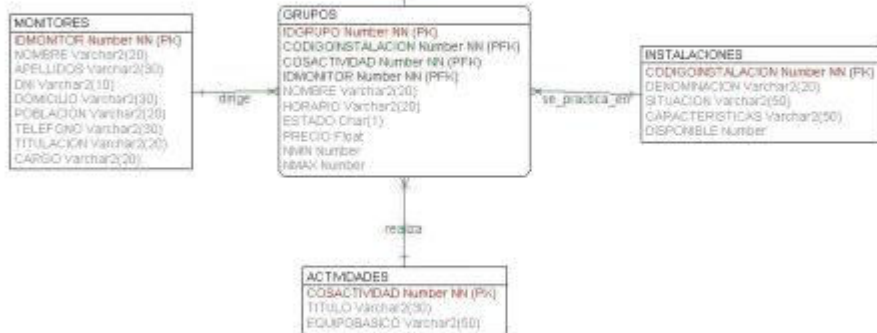 MONITORES
IDMONITOR Number NN (PK)
NOMBRE Varchar2(20)
APELLIDOS Varchar2(30)
DNI Varchar2(10)
DOMICILIO Varchar2(30)
POBLACION Varchar2(20)
TELEFONO Varchar2(30)
TITULACION Varchar2(20)
CARGO Varchar2(20)
dirige
GRUPOS
IDGRUPO Number NN (PK)
CODIGOINSTALACION Number NN (PFK)
COSACTIVIDAD Number NN (PFK)
IDMONITOR Number NN (PFK)
NOMBRE Varchar2(20)
HORARIO Varchar2(20)
ESTADO Char(1)
PRECIO Float
NMIN Number
NMAX Number
se_practica_en
INSTALACIONES
CODIGOINSTALACION Number NN (PK)
DENOMINACION Varchar2(20)
SITUACION Varchar2(50)
CARACTERISTICAS Varchar2(50)
DISPONIBLE Number
realiza
ACTIVIDADES
COSACTIVIDAD Number NN (PK)
TITULO Varchar2(30)
EQUIPOBASICO Varchar2(50)